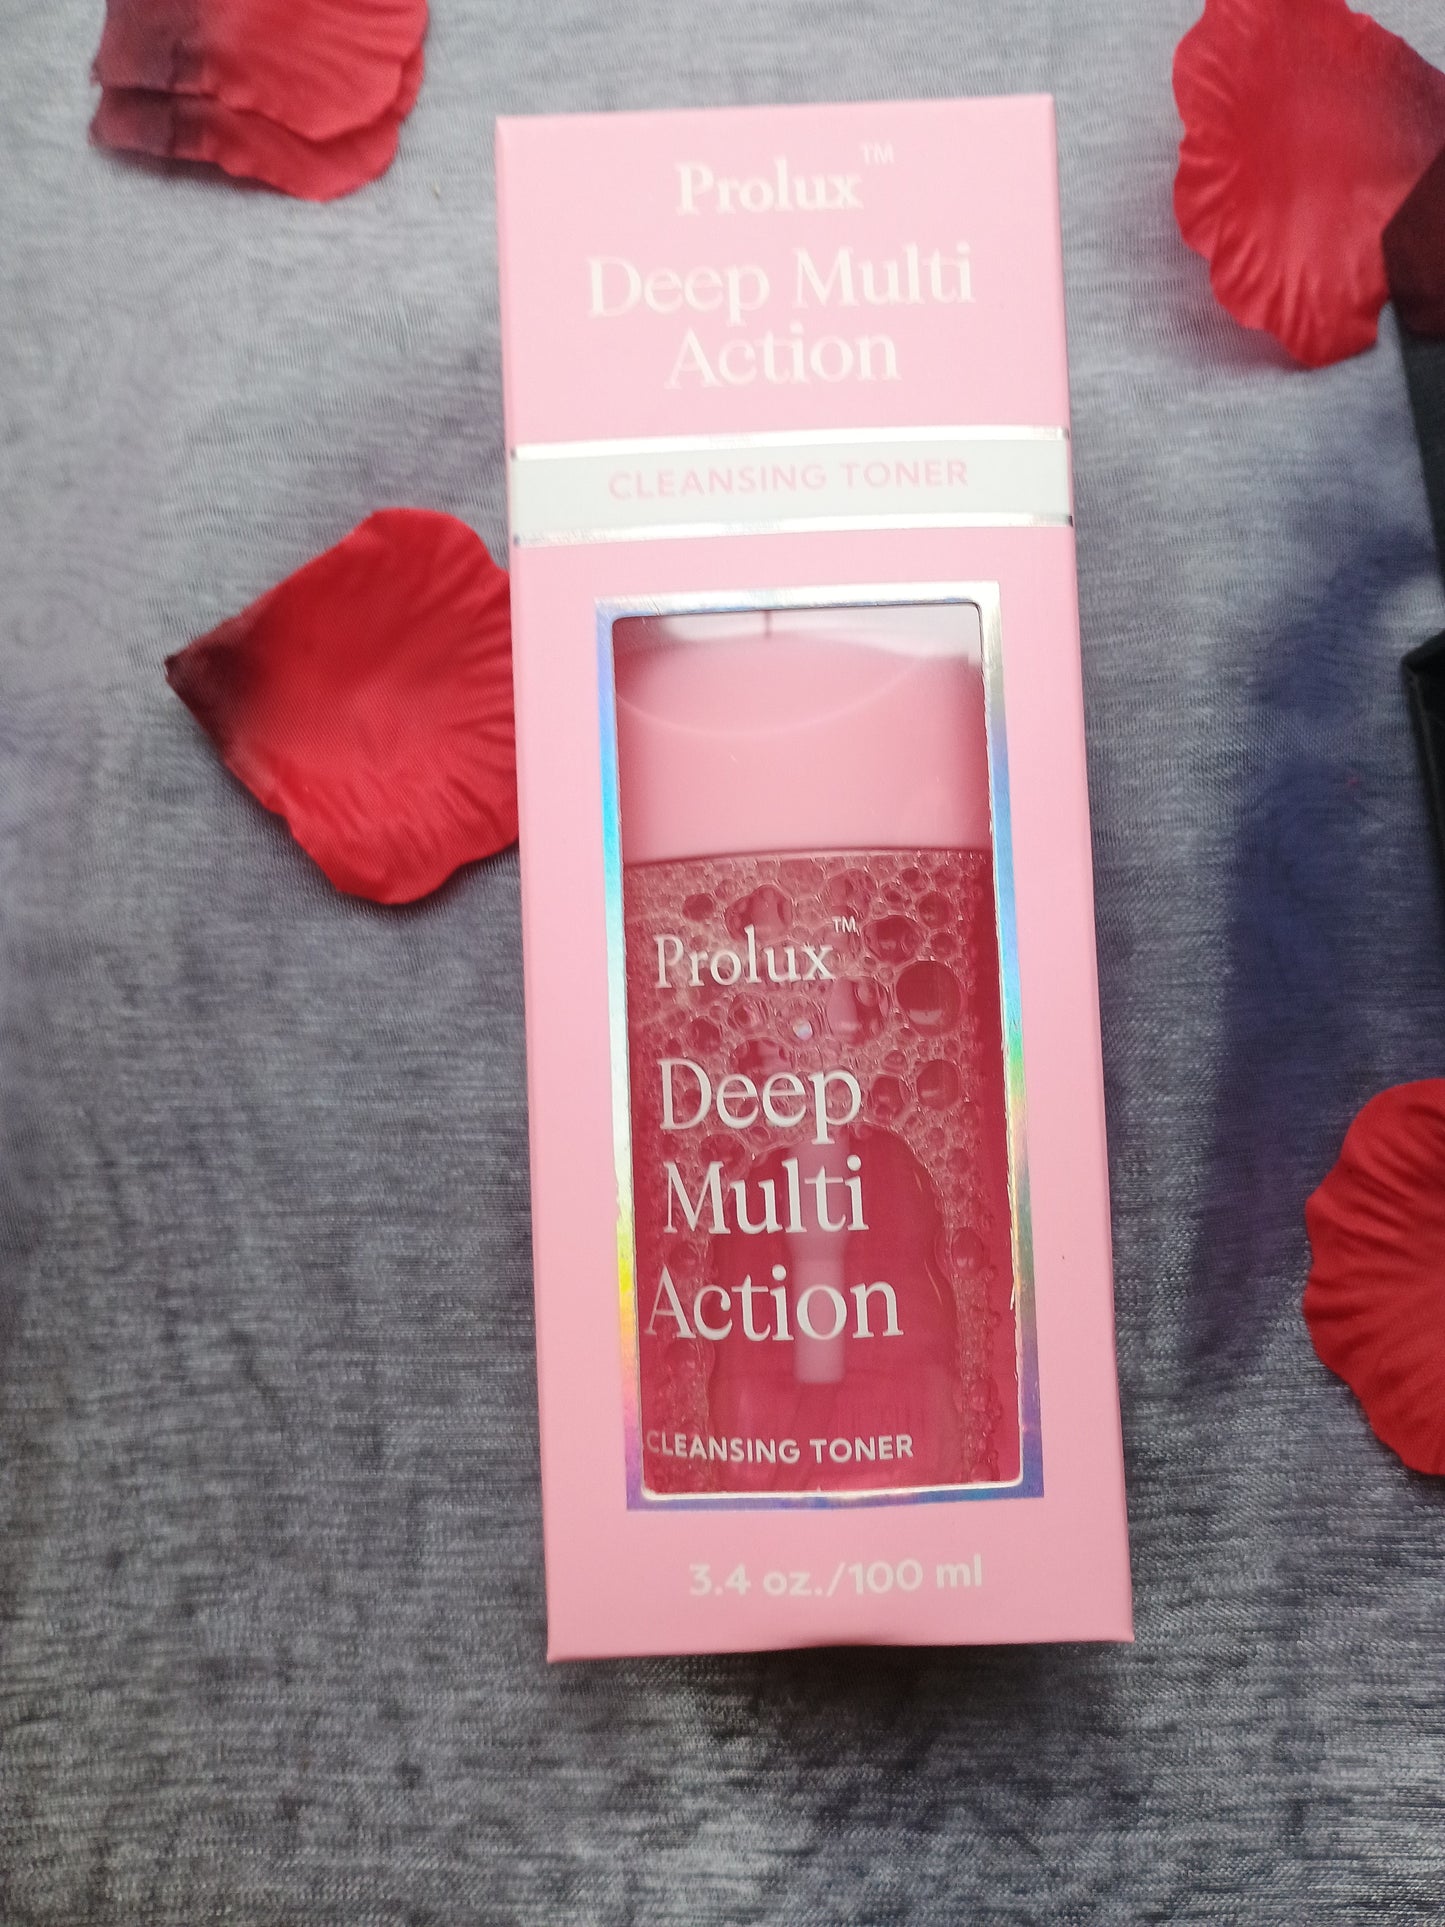 Prolux™
Deep Multi
Action
CLEANSING TONER
Prolux™
Deep
Multi
Action
CLEANSING TONER
3.4 oz./100 ml